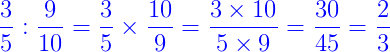 3/5 : 9/10 = 3/5 × 10/9 = (3 × 10)/(5 × 9) = 30/45 = 2/3